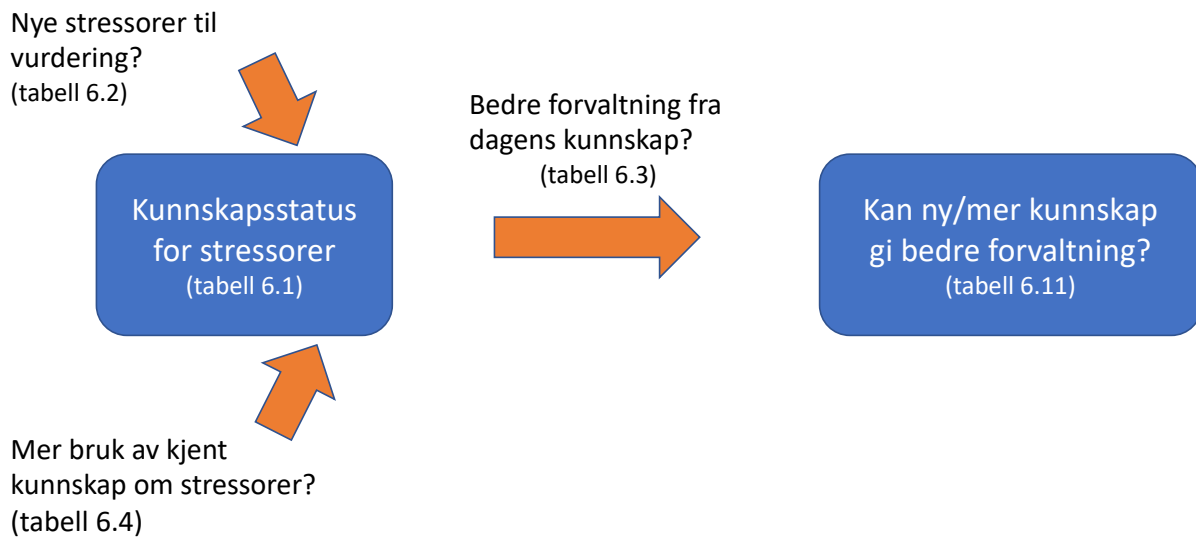 Nye stressorer til
vurdering?
(tabell 6.2)
Bedre forvaltning fra
dagens kunnskap?
(tabell 6.3)
Kunnskapsstatus
for stressorer
(tabell 6.1)
Kan ny/mer kunnskap
gi bedre forvaltning?
(tabell 6.11)
Mer bruk av kjent
kunnskap om stressorer?
(tabell 6.4)